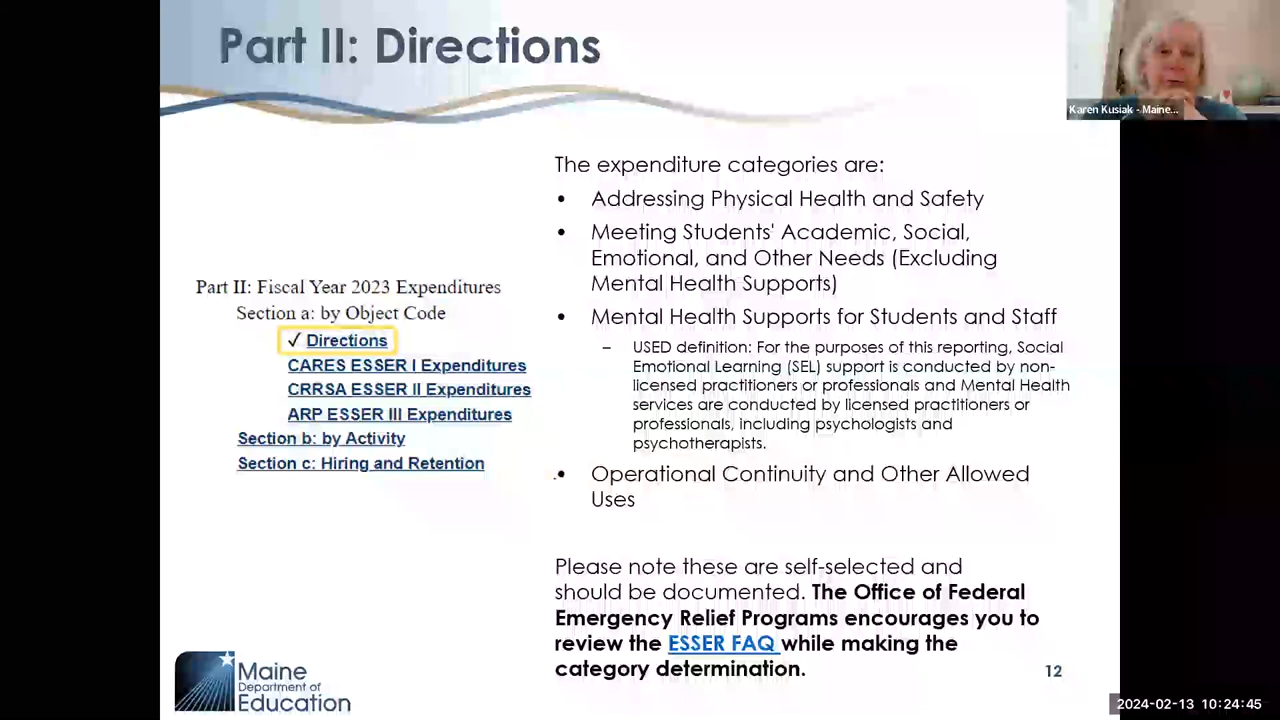 Part II: Directions
Karen Kusiak - Maine...
The expenditure categories are:
• Addressing Physical Health and Safety
• Meeting Students' Academic, Social,
Emotional, and Other Needs (Excluding
Mental Health Supports)
• Mental Health Supports for Students and Staff
– USED definition: For the purposes of this reporting, Social
Emotional Learning (SEL) support is conducted by non-
licensed practitioners or professionals and Mental Health
services are conducted by licensed practitioners or
professionals, including psychologists and
psychotherapists.
• Operational Continuity and Other Allowed
Uses
Please note these are self-selected and
should be documented. The Office of Federal
Emergency Relief Programs encourages you to
review the ESSER FAQ while making the
category determination.
Part II: Fiscal Year 2023 Expenditures
Section a: by Object Code
✓ Directions
CARES ESSER I Expenditures
CRRSA ESSER II Expenditures
ARP ESSER III Expenditures
Section b: by Activity
Section c: Hiring and Retention
Maine
Department of
Education
12
2024-02-13 10:24:45